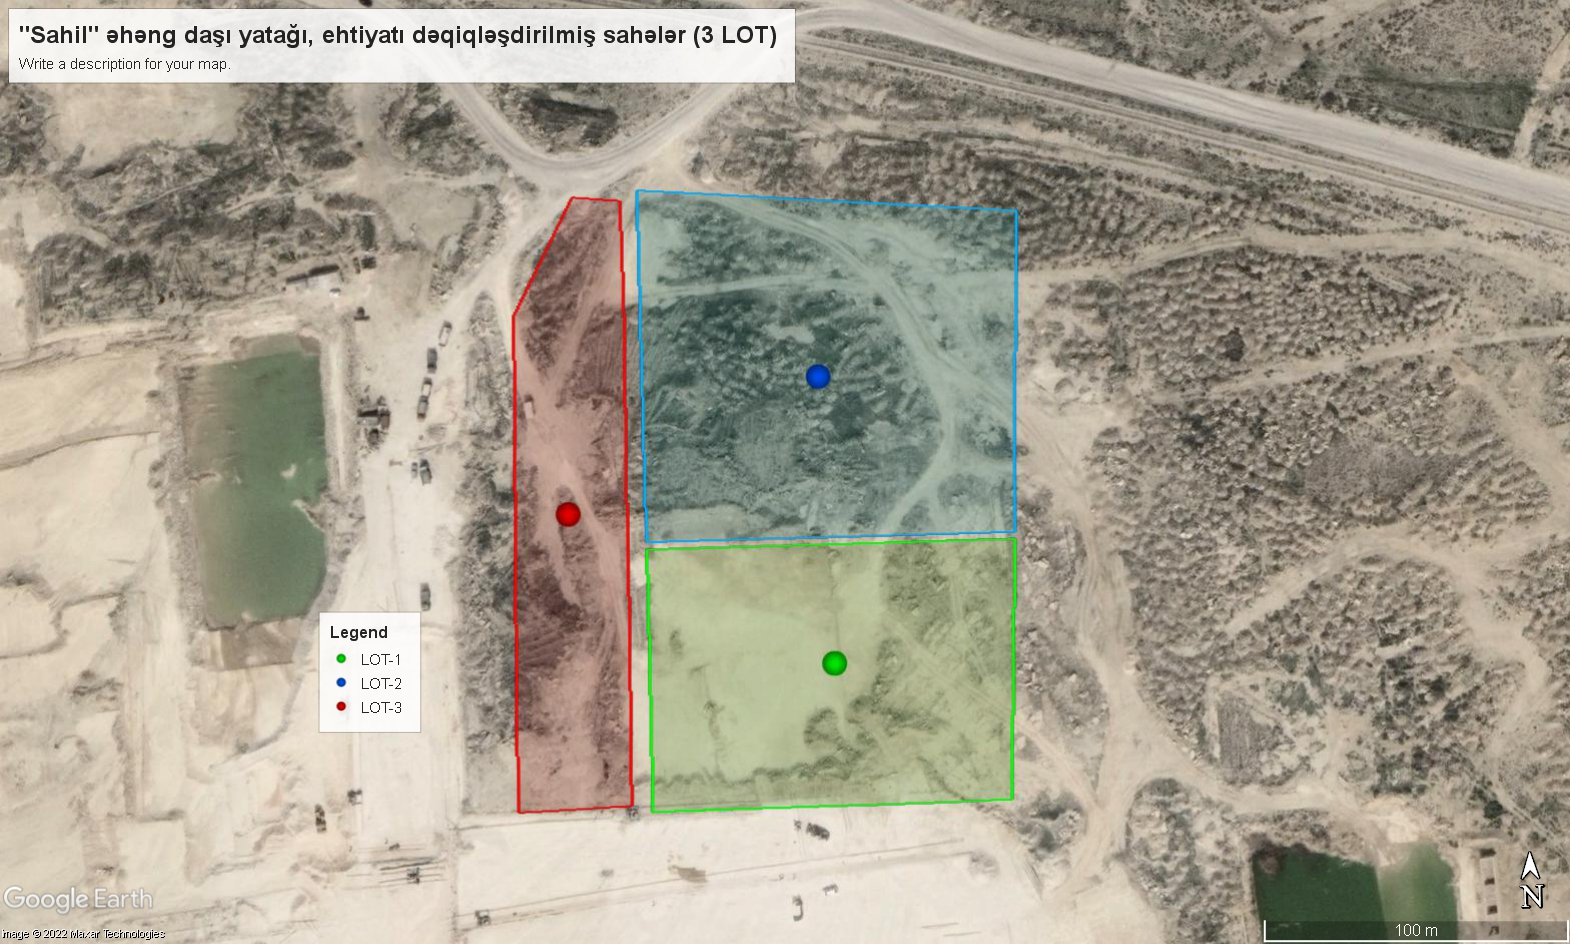 "Sahil" əhəng daşı yatağı, ehtiyatı dəqiqləşdirilmiş sahələr (3 LOT)
Write a description for your map.
Legend
LOT-1
LOT-2
LOT-3
Google Earth
Image © 2022 Maxar Technologies
N
100 m